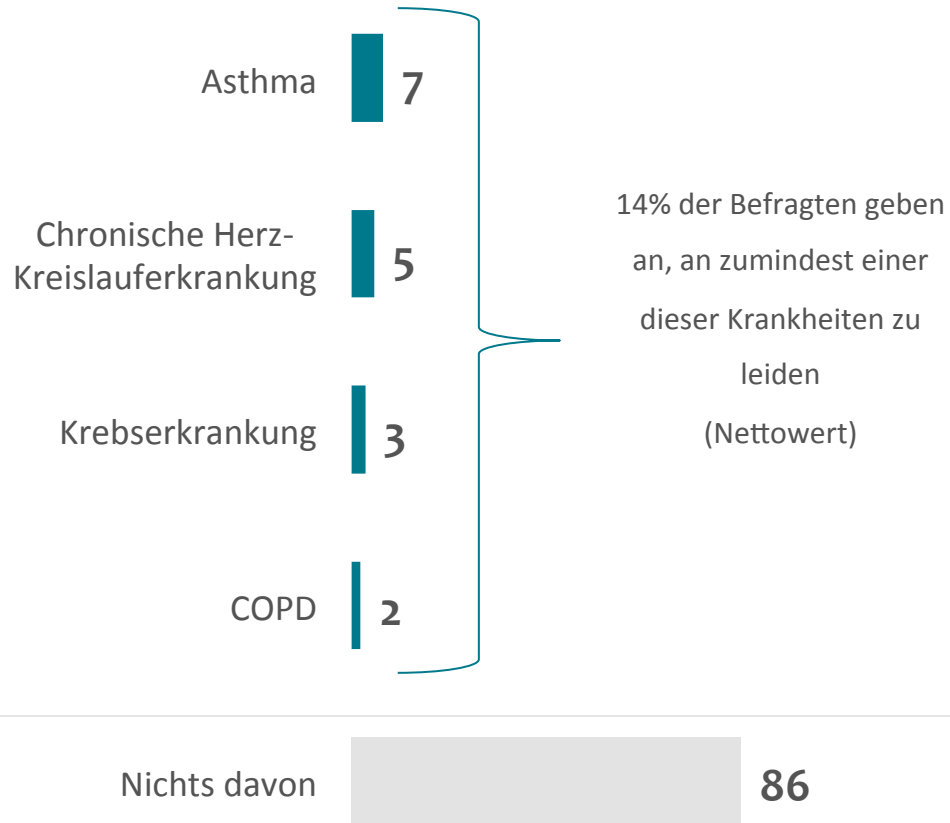 Asthma 7
Chronische Herz-
Kreislauferkrankung 5
Krebserkrankung 3
COPD 2
14% der Befragten geben
an, an zumindest einer
dieser Krankheiten zu
leiden
(Nettowert)
Nichts davon 86